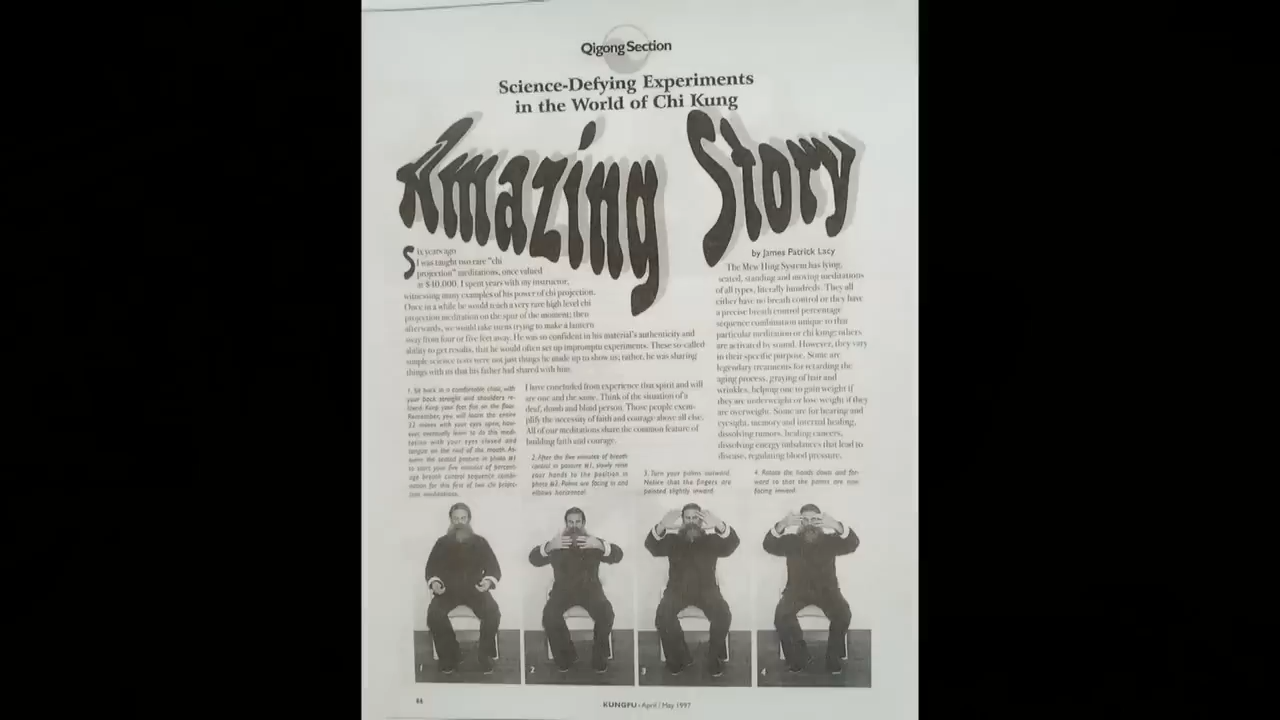 Qigong Section
Science-Defying Experiments
in the World of Chi Kung
Amazing Story
by James Patrick Lacy
Six years ago
I was taught two rare "chi
projection" meditations, once valued
at $10,000. I spent years with my instructor,
witnessing many examples of his power of chi projection.
Once in a while he would teach a very rare high level chi
projection meditation on the spur of the moment; then
afterwards, we would take turns trying to make a lantern
sway from four or five feet away. He was so confident in his material's authenticity and
ability to get results, that he would often set up impromptu experiments. These so-called
simple science tests were not just things he made up to show us; rather, he was sharing
things with us that his father had shared with him.
I have concluded from experience that spirit and will
are one and the same. Think of the situation of a
deaf, dumb and blind person. Those people exem-
plify the necessity of faith and courage above all else.
All of our meditations share the common feature of
building faith and courage.
The Mew Hing System has lying,
seated, standing and moving meditations
of all types, literally hundreds. They all
either have no breath control or they have
a precise breath control percentage
sequence combination unique to that
particular meditation or chi kung; others
are activated by sound. However, they vary
in their specific purpose. Some are
legendary treatments for retarding the
aging process, graying of hair and
wrinkles, helping one to gain weight if
they are underweight or lose weight if they
are overweight. Some are for hearing and
eyesight, memory and internal healing,
dissolving tumors, healing cancers,
dissolving energy imbalances that lead to
disease, regulating blood pressure,
1. Sit back in a comfortable chair, with
your back straight and shoulders re-
laxed. Keep your feet flat on the floor.
Remember, you will learn the entire
22 moves with your eyes open, how-
ever, eventually learn to do this medi-
tation with your eyes closed and
tongue on the roof of the mouth. As-
sume the seated posture in photo #1
to start your five minutes of percent-
age breath control sequence combi-
nation for this first of two chi projec-
tion meditations.
2. After the five minutes of breath
control in posture #1, slowly raise
your hands to the position in
photo #2. Palms are facing in and
elbows horizontal.
3. Turn your palms outward.
Notice that the fingers are
pointed slightly inward.
4. Rotate the hands down and for-
ward so that the palms are now
facing inward.
1
2
3
4
86
KUNGFU • April / May 1997